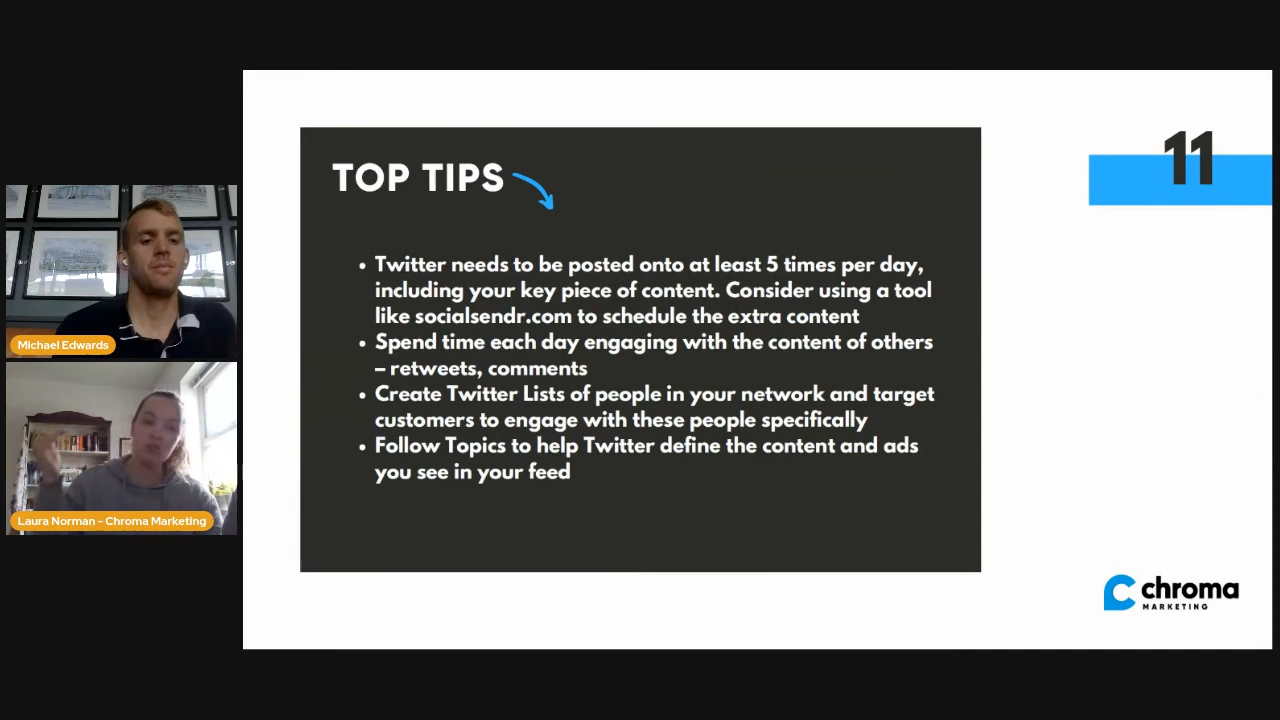 11
TOP TIPS
• Twitter needs to be posted onto at least 5 times per day,
including your key piece of content. Consider using a tool
like socialsendr.com to schedule the extra content
• Spend time each day engaging with the content of others
– retweets, comments
• Create Twitter Lists of people in your network and target
customers to engage with these people specifically
• Follow Topics to help Twitter define the content and ads
you see in your feed
Michael Edwards
Laura Norman - Chroma Marketing
chroma
MARKETING